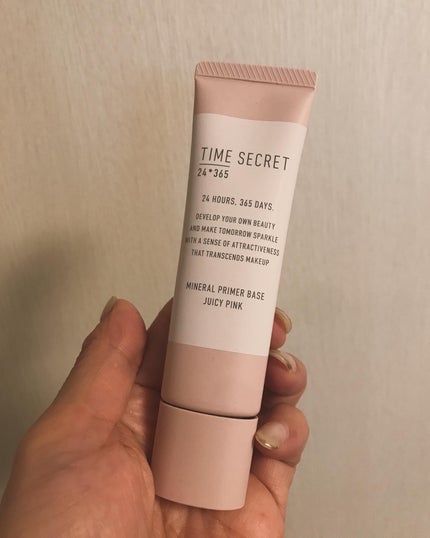 TIME SECRET
24*365
24 HOURS, 365 DAYS.
DEVELOP YOUR OWN BEAUTY
AND MAKE TOMORROW SPARKLE
WITH A SENSE OF ATTRACTIVENESS
THAT TRANSCENDS MAKEUP
MINERAL PRIMER BASE
JUICY PINK